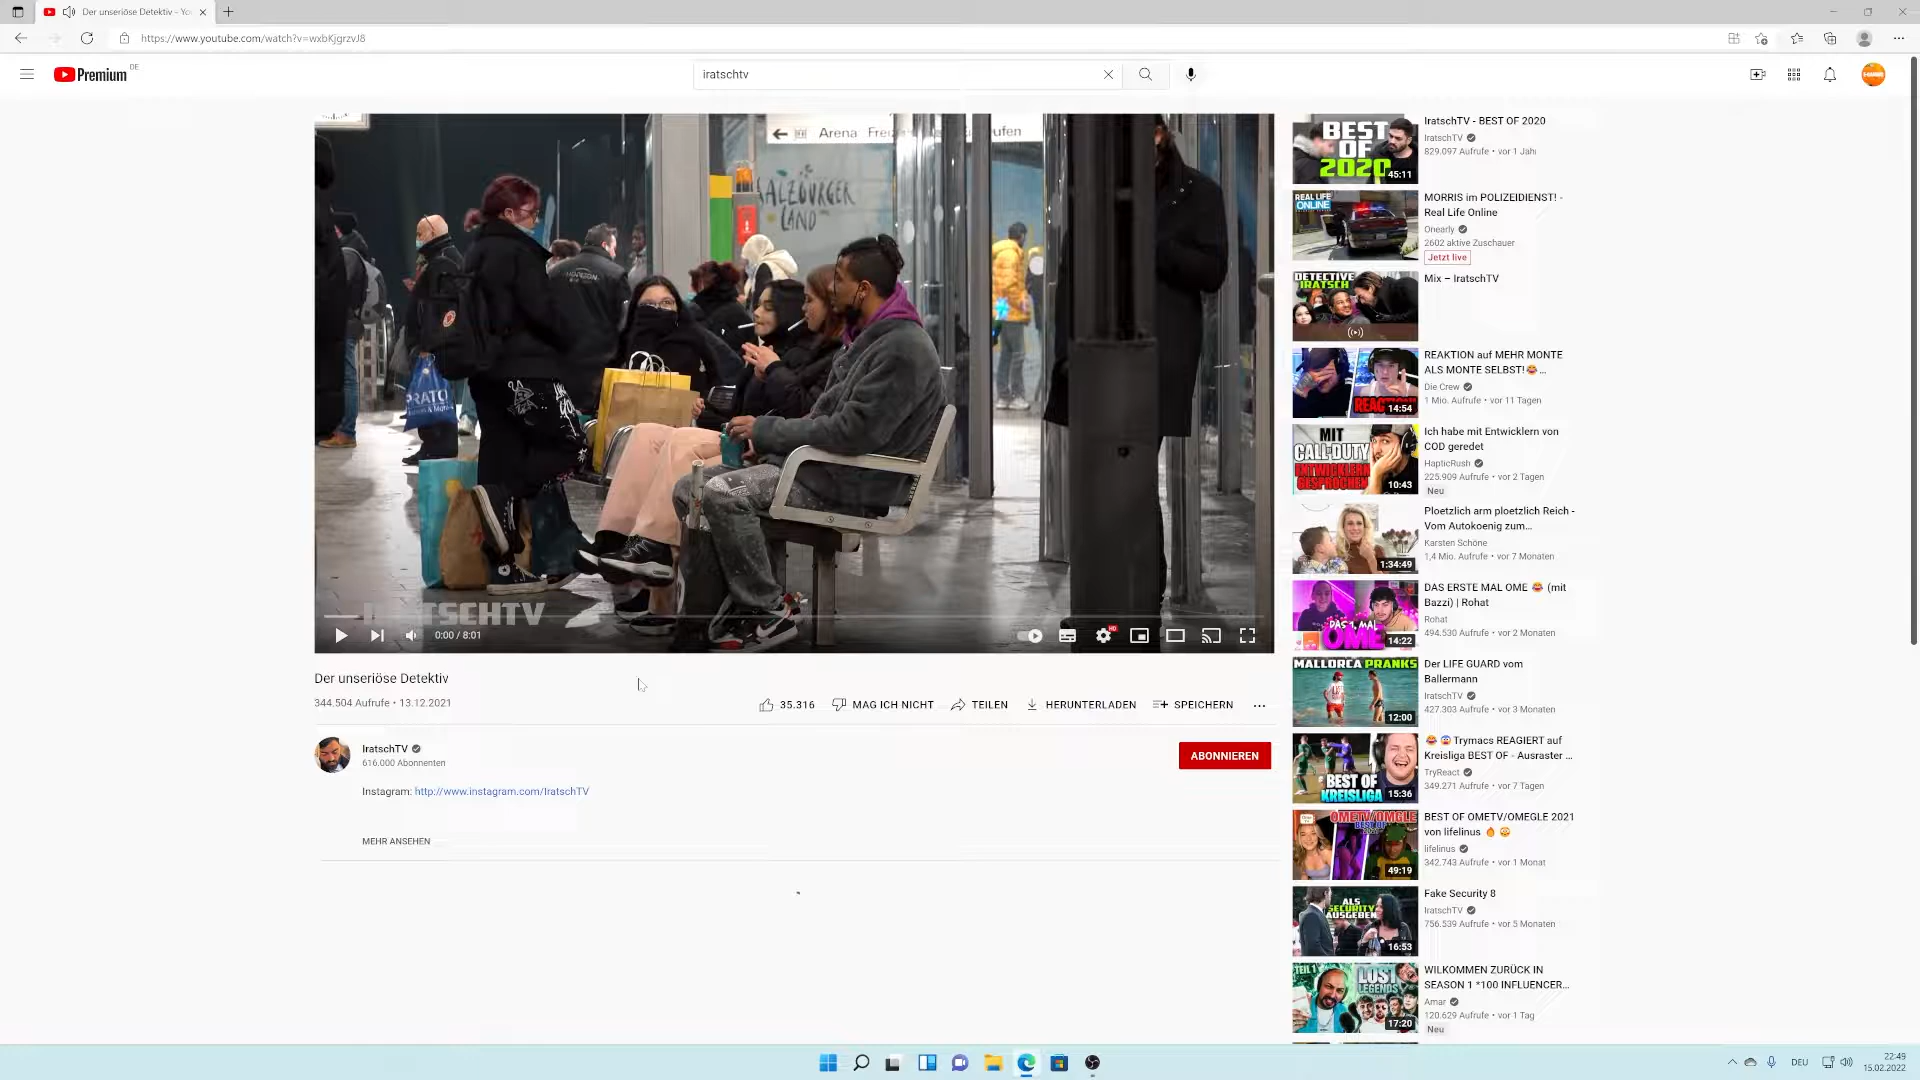 Der unseriöse Detektiv – Yo
https://www.youtube.com/watch?v=wxbKjgrzvJ8
Premium DE
iratschtv
Arena
SALZBURGER
LAND
HORIZON
PRATO
IRATSCHTV
0:00 / 8:01
HD
Der unseriöse Detektiv
344.504 Aufrufe • 13.12.2021
35.316
MAG ICH NICHT
TEILEN
HERUNTERLADEN
SPEICHERN
IratschTV
616.000 Abonnenten
ABONNIEREN
Instagram: http://www.instagram.com/IratschTV
MEHR ANSEHEN
BEST
OF
2020
45:11
IratschTV - BEST OF 2020
IratschTV
829.097 Aufrufe • vor 1 Jahr
REAL LIFE
ONLINE
MORRIS im POLIZEIDIENST! -
Real Life Online
Onearly
2602 aktive Zuschauer
Jetzt live
DETECTIVE
IRATSCH
Mix – IratschTV
REACTION
14:54
REAKTION auf MEHR MONTE
ALS MONTE SELBST!😂...
Die Crew
1 Mio. Aufrufe • vor 11 Tagen
MIT
CALL-DUTY
ENTWICKLERN
GESPROCHEN
10:43
Ich habe mit Entwicklern von
COD geredet
HapticRush
225.909 Aufrufe • vor 2 Tagen
Neu
1:34:49
Ploetzlich arm ploetzlich Reich -
Vom Autokoenig zum...
Karsten Schöne
1,4 Mio. Aufrufe • vor 7 Monaten
DAS 1. MAL
OME
14:22
DAS ERSTE MAL OME 😂 (mit
Bazzi) | Rohat
Rohat
494.530 Aufrufe • vor 2 Monaten
MALLORCA PRANKS
12:00
Der LIFE GUARD vom
Ballermann
IratschTV
427.303 Aufrufe • vor 3 Monaten
BEST OF
KREISLIGA
15:36
😂 😨 Trymacs REAGIERT auf
Kreisliga BEST OF - Ausraster ...
TryReact
349.271 Aufrufe • vor 7 Tagen
OMETV/OMGLE
BEST OF
49:19
BEST OF OMETV/OMEGLE 2021
von lifelinus 🔥 🤯
lifelinus
342.743 Aufrufe • vor 1 Monat
ALS
SECURITY
AUSGEBEN
16:53
Fake Security 8
IratschTV
756.539 Aufrufe • vor 5 Monaten
TEIL 1
LOST
LEGENDS
17:20
WILLKOMMEN ZURÜCK IN
SEASON 1 *100 INFLUENCER...
Amar
120.629 Aufrufe • vor 1 Tag
Neu
DEU
22:49
15.02.2022